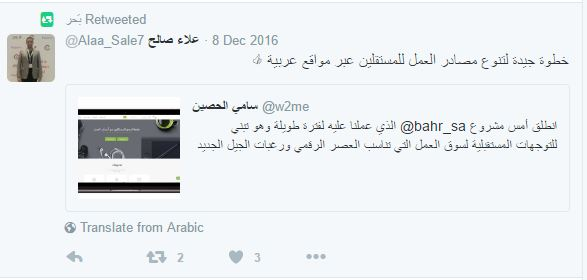 بَحر Retweeted
علاء صالح @Alaa_Sale7 · 8 Dec 2016
خطوة جيدة لتنوع مصادر العمل للمستقلين عبر مواقع عربية 👍
سامي الحصين @w2me
انطلق أمس مشروع @bahr_sa الذي عملنا عليه لفترة طويلة وهو تبني
للتوجهات المستقبلية لسوق العمل التي تناسب العصر الرقمي ورغبات الجيل الجديد
Translate from Arabic
2 3